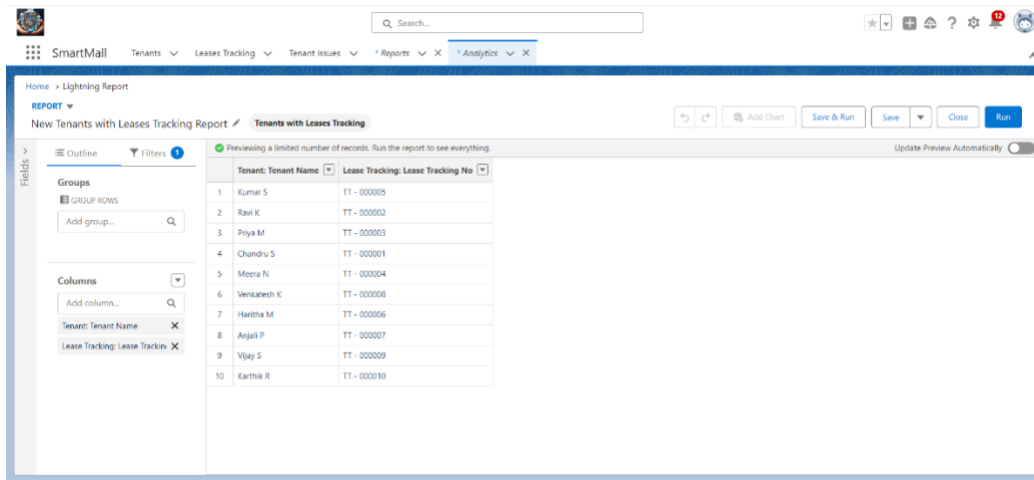 Search...
12
SmartMall
Tenants
Leases Tracking
Tenant Issues
* Reports
* Analytics
Home > Lightning Report
REPORT
New Tenants with Leases Tracking Report
Tenants with Leases Tracking
Add Chart
Save & Run
Save
Close
Run
Fields
Outline
Filters
1
Previewing a limited number of records. Run the report to see everything.
Update Preview Automatically
Groups
GROUP ROWS
Add group...
Columns
Add column...
Tenant: Tenant Name
Lease Tracking: Lease Trackin
Tenant: Tenant Name Lease Tracking: Lease Tracking No
1 Kumar S TT - 000005
2 Ravi K TT - 000002
3 Priya M TT - 000003
4 Chandru S TT - 000001
5 Meera N TT - 000004
6 Venkatesh K TT - 000008
7 Haritha M TT - 000006
8 Anjali P TT - 000007
9 Vijay S TT - 000009
10 Karthik R TT - 000010